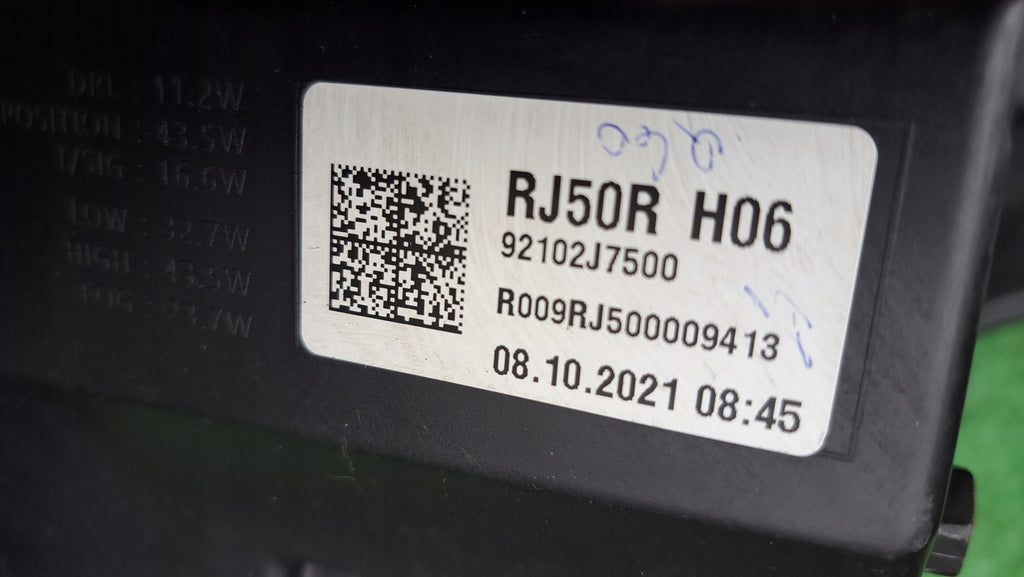 DRL : 11.2W
POSITION : 43.5W
T/SIG : 16.6W
LOW : 32.7W
HIGH : 43.5W
FOG : 23.7W
RJ50R H06
92102J7500
R009RJ500009413
08.10.2021 08:45